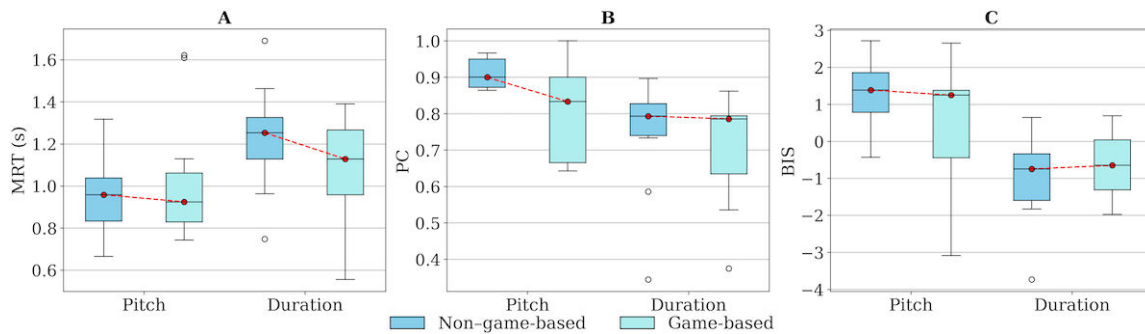 A
B
C
MRT (s)
1.6
1.4
1.2
1.0
0.8
0.6
Pitch
Duration
PC
1.0
0.9
0.8
0.7
0.6
0.5
0.4
Pitch
Duration
BIS
3
2
1
0
−1
−2
−3
−4
Pitch
Duration
Non–game-based
Game-based